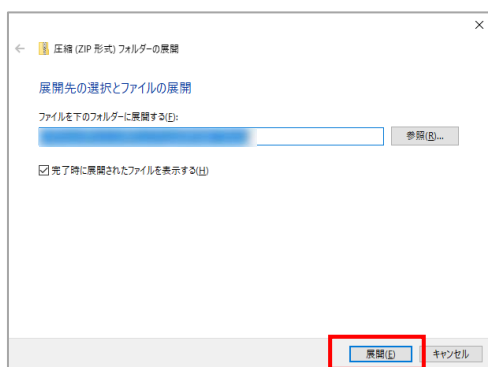 圧縮 (ZIP 形式) フォルダーの展開
展開先の選択とファイルの展開
ファイルを下のフォルダーに展開する(F):
参照(R)...
完了時に展開されたファイルを表示する(H)
展開(E) キャンセル